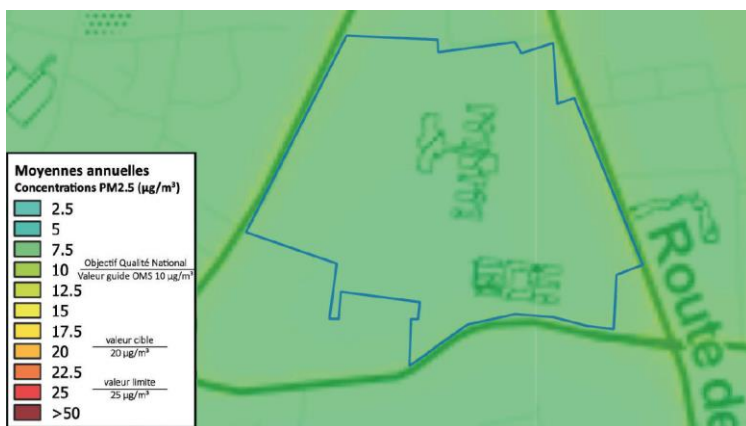 Moyennes annuelles
Concentrations PM2.5 (µg/m³)
2.5
5
7.5
10 Objectif Qualité National
Valeur guide OMS 10 µg/m³
12.5
15
17.5
20 valeur cible
20 µg/m³
22.5
25 valeur limite
25 µg/m³
>50
Route de